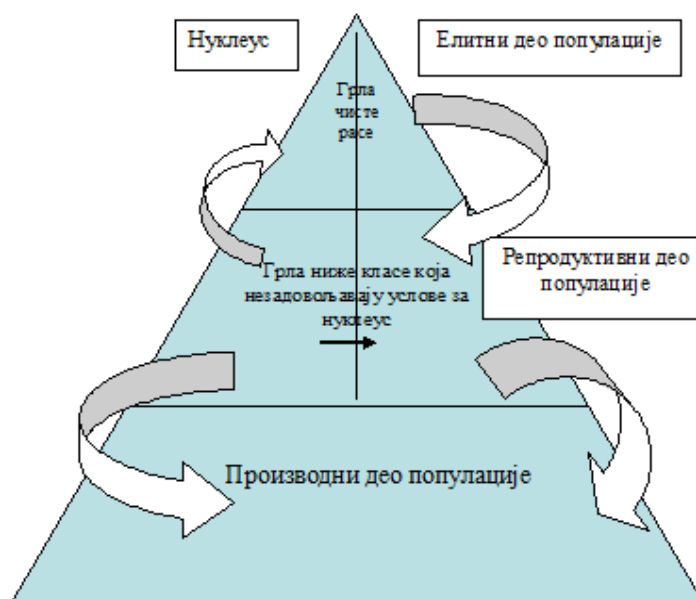 Нуклеус
Елитни део популације
Грла
чисте
расе
Репродуктивни део
популације
Грла ниже класе која
незадовољавају услове за
нуклеус
Производни део популације